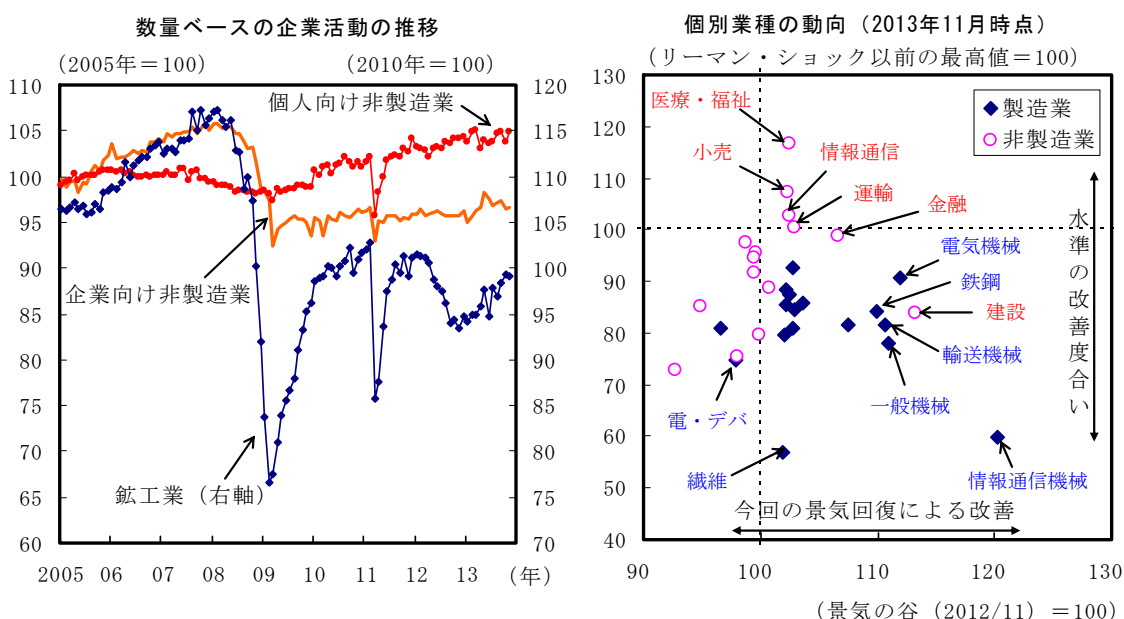 数量ベースの企業活動の推移
(2005年＝100)
(2010年＝100)
110
105
100
95
90
85
80
75
70
65
60
120
115
110
105
100
95
90
85
80
75
70
個人向け非製造業
企業向け非製造業
鉱工業（右軸）
2005 06 07 08 09 10 11 12 13 (年)
個別業種の動向（2013年11月時点）
(リーマン・ショック以前の最高値＝100)
130
120
110
100
90
80
70
60
50
40
製造業
非製造業
医療・福祉
小売
情報通信
運輸
金融
電気機械
鉄鋼
建設
輸送機械
一般機械
電・デバ
繊維
情報通信機械
水準の改善度合い
今回の景気回復による改善
90 100 110 120 130
(景気の谷（2012/11）＝100)